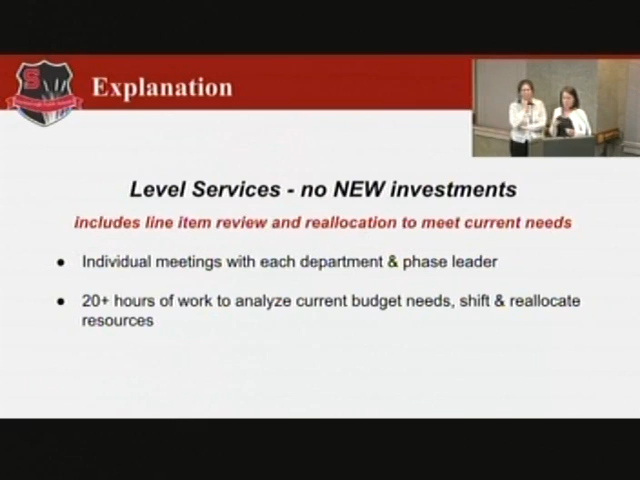 Explanation
S
Level Services - no NEW investments
includes line item review and reallocation to meet current needs
● Individual meetings with each department & phase leader
● 20+ hours of work to analyze current budget needs, shift & reallocate
resources